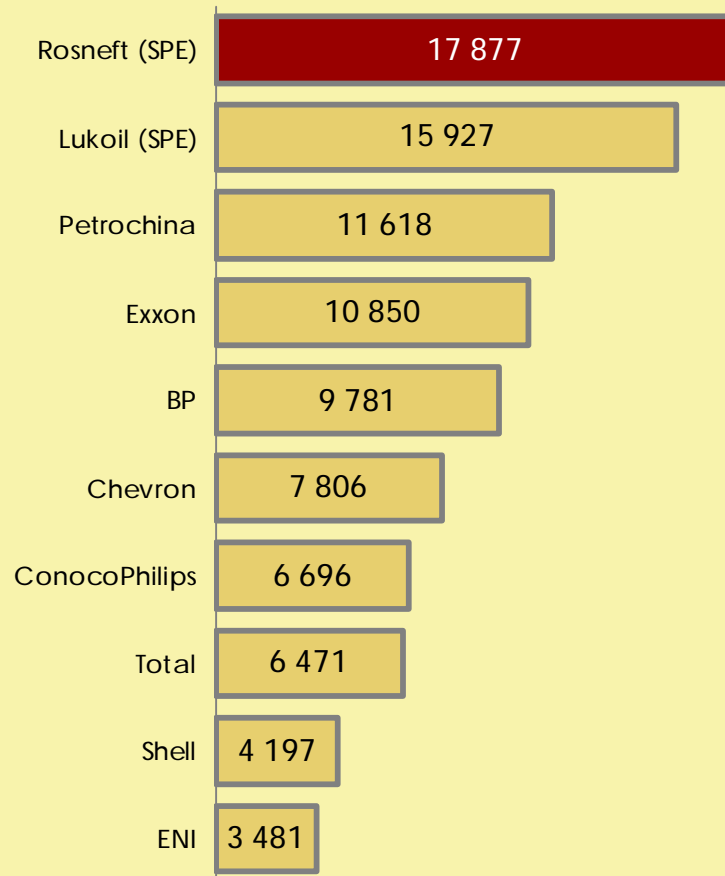 Rosneft (SPE) 17 877
Lukoil (SPE) 15 927
Petrochina 11 618
Exxon 10 850
BP 9 781
Chevron 7 806
ConocoPhilips 6 696
Total 6 471
Shell 4 197
ENI 3 481